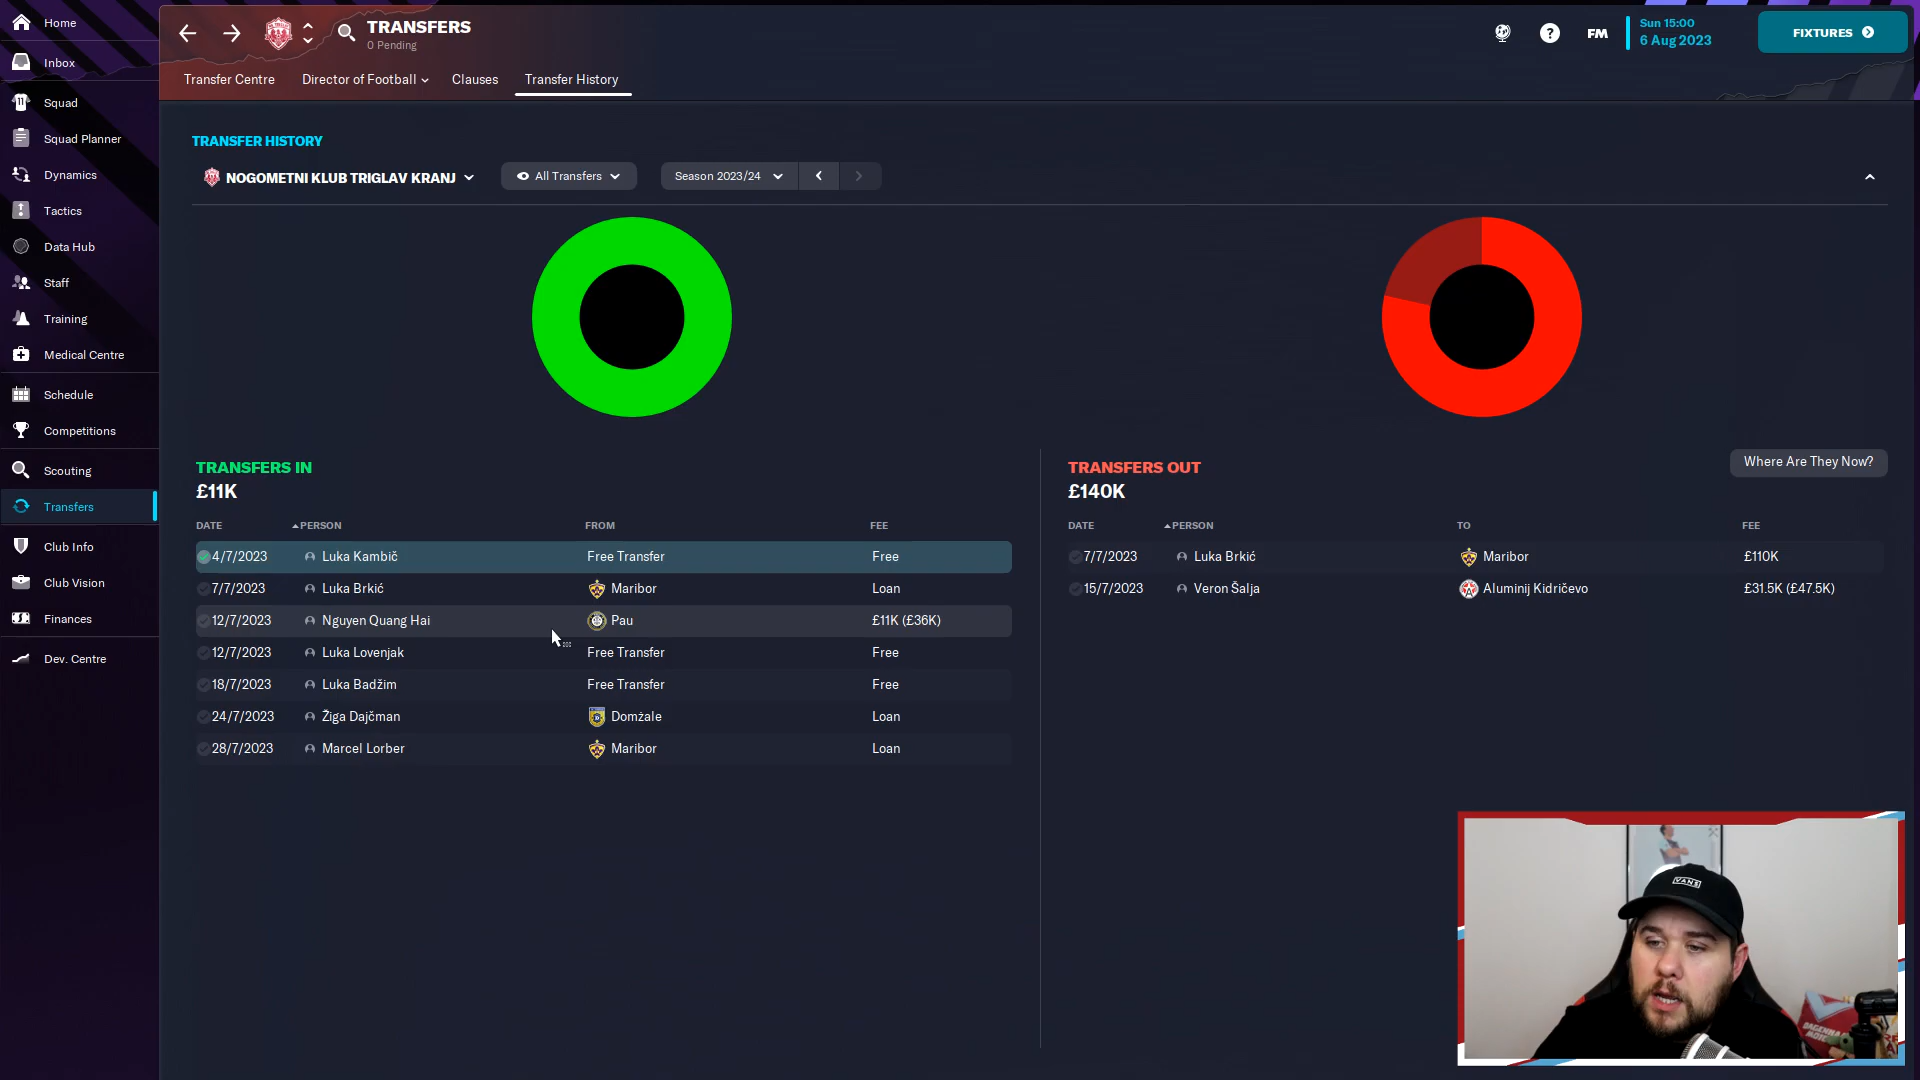 Home
Inbox
Squad
Squad Planner
Dynamics
Tactics
Data Hub
Staff
Training
Medical Centre
Schedule
Competitions
Scouting
Transfers
Club Info
Club Vision
Finances
Dev. Centre
TRANSFERS
0 Pending
? FM
Sun 15:00
6 Aug 2023
FIXTURES
Transfer Centre Director of Football Clauses Transfer History
TRANSFER HISTORY
NOGOMETNI KLUB TRIGLAV KRANJ All Transfers Season 2023/24
TRANSFERS IN
£11K
DATE PERSON FROM FEE
4/7/2023 Luka Kambič Free Transfer Free
7/7/2023 Luka Brkić Maribor Loan
12/7/2023 Nguyen Quang Hai Pau £11K (£36K)
12/7/2023 Luka Lovenjak Free Transfer Free
18/7/2023 Luka Badžim Free Transfer Free
24/7/2023 Žiga Dajčman Domžale Loan
28/7/2023 Marcel Lorber Maribor Loan
TRANSFERS OUT
£140K
Where Are They Now?
DATE PERSON TO FEE
7/7/2023 Luka Brkić Maribor £110K
15/7/2023 Veron Šalja Aluminij Kidričevo £31.5K (£47.5K)
VANS